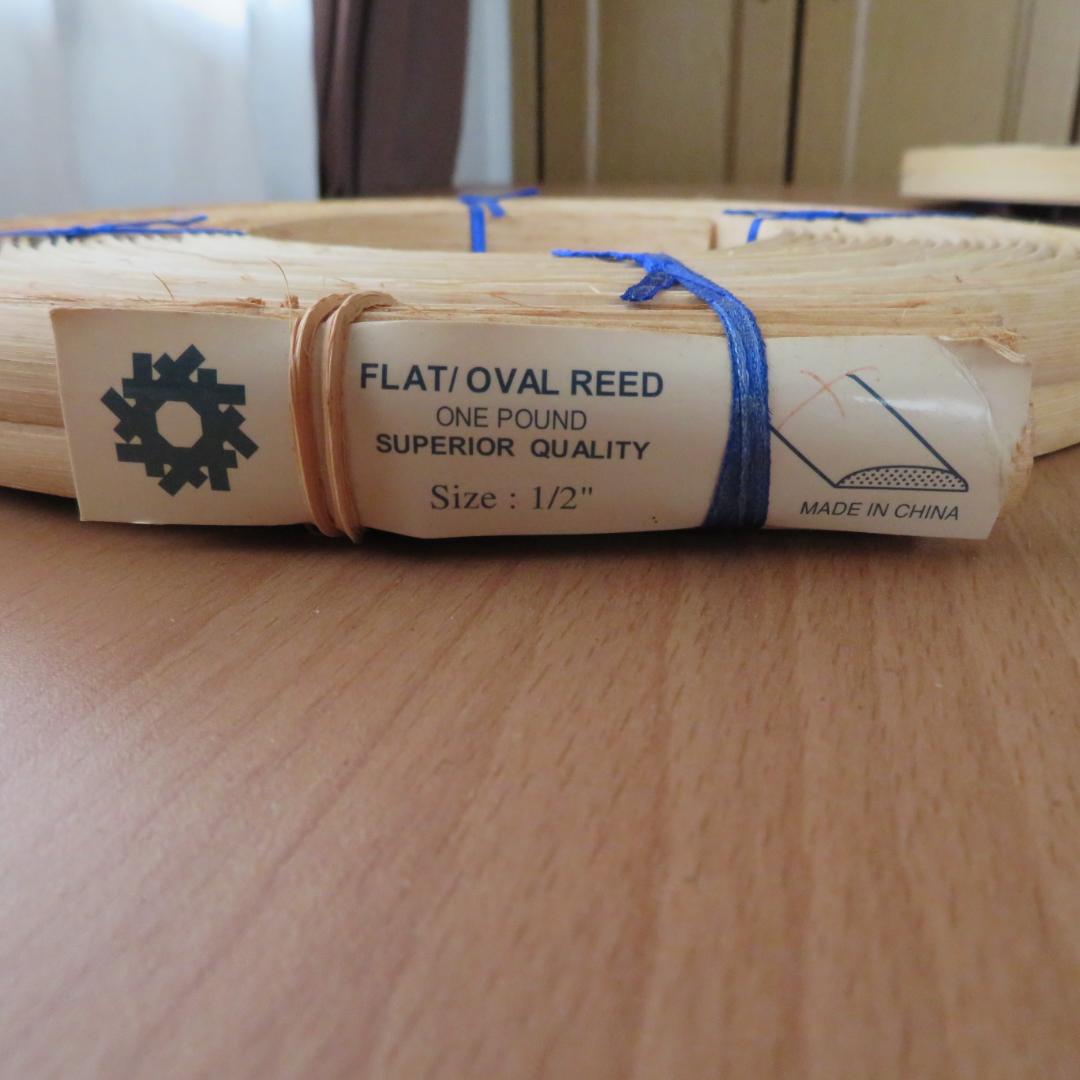 FLAT/ OVAL REED
ONE POUND
SUPERIOR QUALITY
Size : 1/2"
MADE IN CHINA